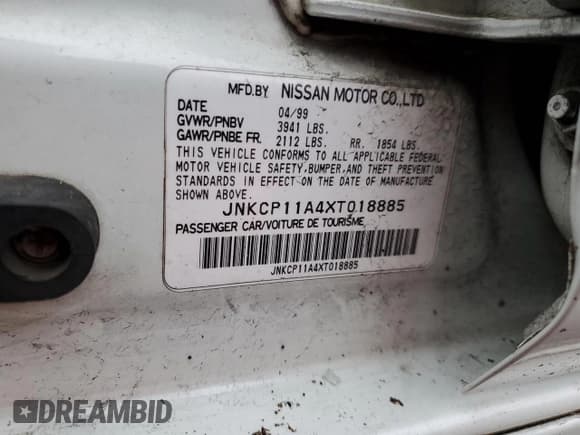 MFD.BY NISSAN MOTOR CO.,LTD
DATE 04/99
GVWR/PNBV 3941 LBS.
GAWR/PNBE FR. 2112 LBS. RR. 1854 LBS.
THIS VEHICLE CONFORMS TO ALL APPLICABLE FEDERAL
MOTOR VEHICLE SAFETY,BUMPER,AND THEFT PREVENTION
STANDARDS IN EFFECT ON THE DATE OF MANUFACTURE
SHOWN ABOVE.
JNKCP11A4XT018885
PASSENGER CAR/VOITURE DE TOURISME
JNKCP11A4XT018885
DREAMBID